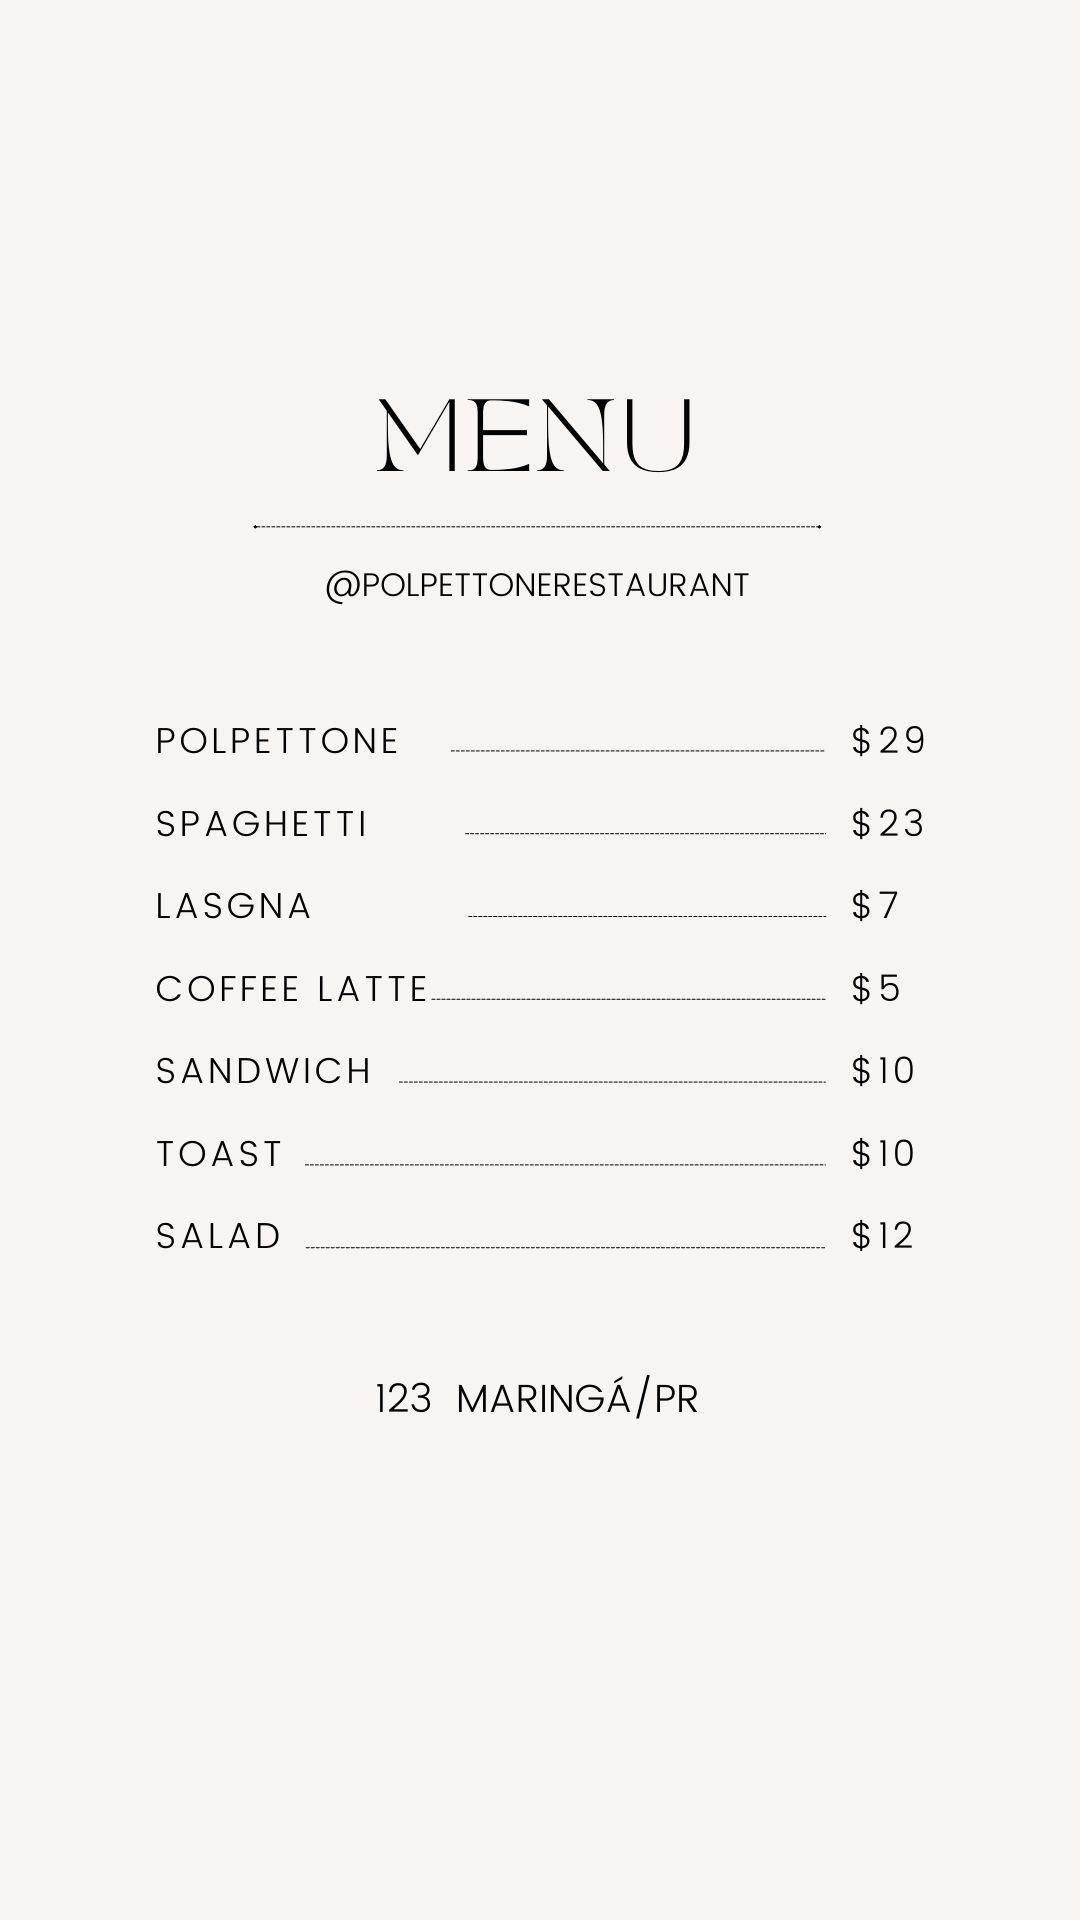 MENU
@POLPETTONERESTAURANT
POLPETTONE $29
SPAGHETTI $23
LASGNA $7
COFFEE LATTE $5
SANDWICH $10
TOAST $10
SALAD $12
123 MARINGÁ/PR